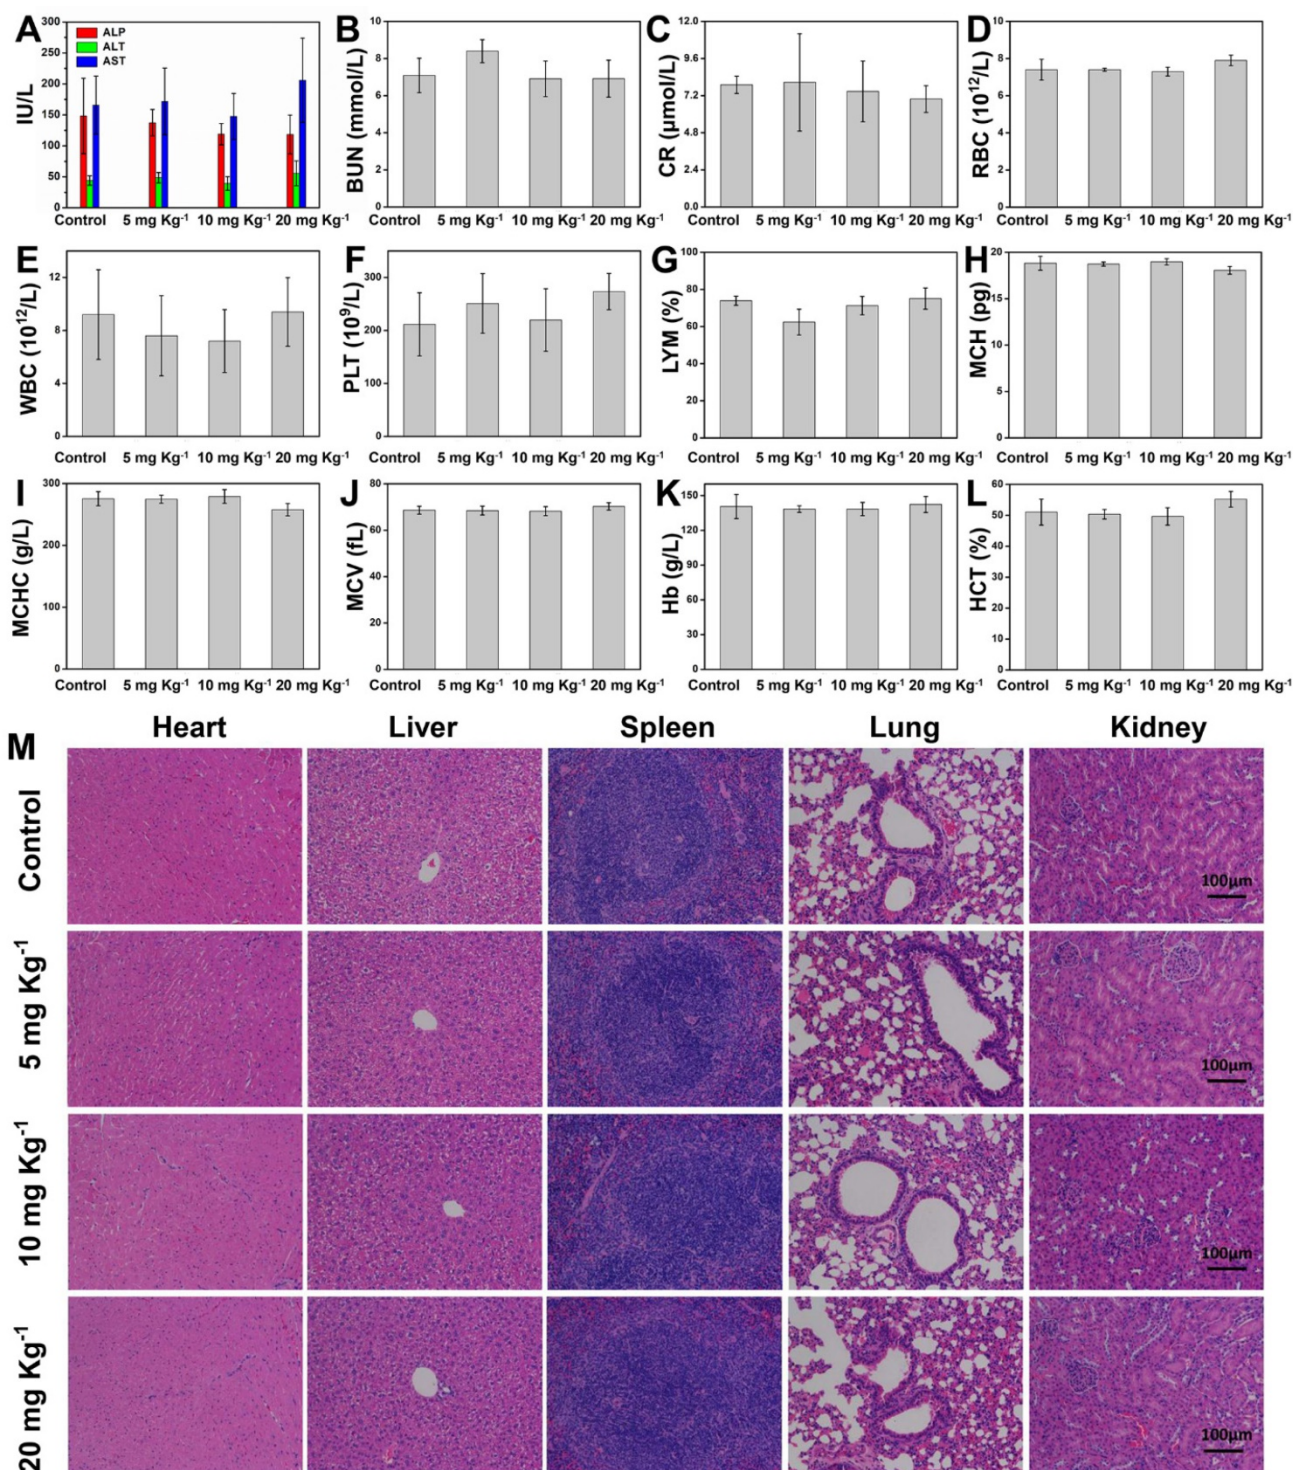 A
300
250
200
150
100
50
0
IU/L
ALP
ALT
AST
Control 5 mg Kg⁻¹ 10 mg Kg⁻¹ 20 mg Kg⁻¹
B
10
8
6
4
2
0
BUN (mmol/L)
Control 5 mg Kg⁻¹ 10 mg Kg⁻¹ 20 mg Kg⁻¹
C
12.0
9.6
7.2
4.8
2.4
0.0
CR (μmol/L)
Control 5 mg Kg⁻¹ 10 mg Kg⁻¹ 20 mg Kg⁻¹
D
10
8
6
4
2
0
RBC (10¹²/L)
Control 5 mg Kg⁻¹ 10 mg Kg⁻¹ 20 mg Kg⁻¹
E
12
8
4
0
WBC (10¹²/L)
Control 5 mg Kg⁻¹ 10 mg Kg⁻¹ 20 mg Kg⁻¹
F
300
200
100
0
PLT (10⁹/L)
Control 5 mg Kg⁻¹ 10 mg Kg⁻¹ 20 mg Kg⁻¹
G
100
80
60
40
20
0
LYM (%)
Control 5 mg Kg⁻¹ 10 mg Kg⁻¹ 20 mg Kg⁻¹
H
20
15
10
5
0
MCH (pg)
Control 5 mg Kg⁻¹ 10 mg Kg⁻¹ 20 mg Kg⁻¹
I
300
200
100
0
MCHC (g/L)
Control 5 mg Kg⁻¹ 10 mg Kg⁻¹ 20 mg Kg⁻¹
J
80
60
40
20
0
MCV (fL)
Control 5 mg Kg⁻¹ 10 mg Kg⁻¹ 20 mg Kg⁻¹
K
150
120
90
60
30
0
Hb (g/L)
Control 5 mg Kg⁻¹ 10 mg Kg⁻¹ 20 mg Kg⁻¹
L
60
50
40
30
20
10
0
HCT (%)
Control 5 mg Kg⁻¹ 10 mg Kg⁻¹ 20 mg Kg⁻¹
M
Heart Liver Spleen Lung Kidney
Control
100μm
5 mg Kg⁻¹
100μm
10 mg Kg⁻¹
100μm
20 mg Kg⁻¹
100μm